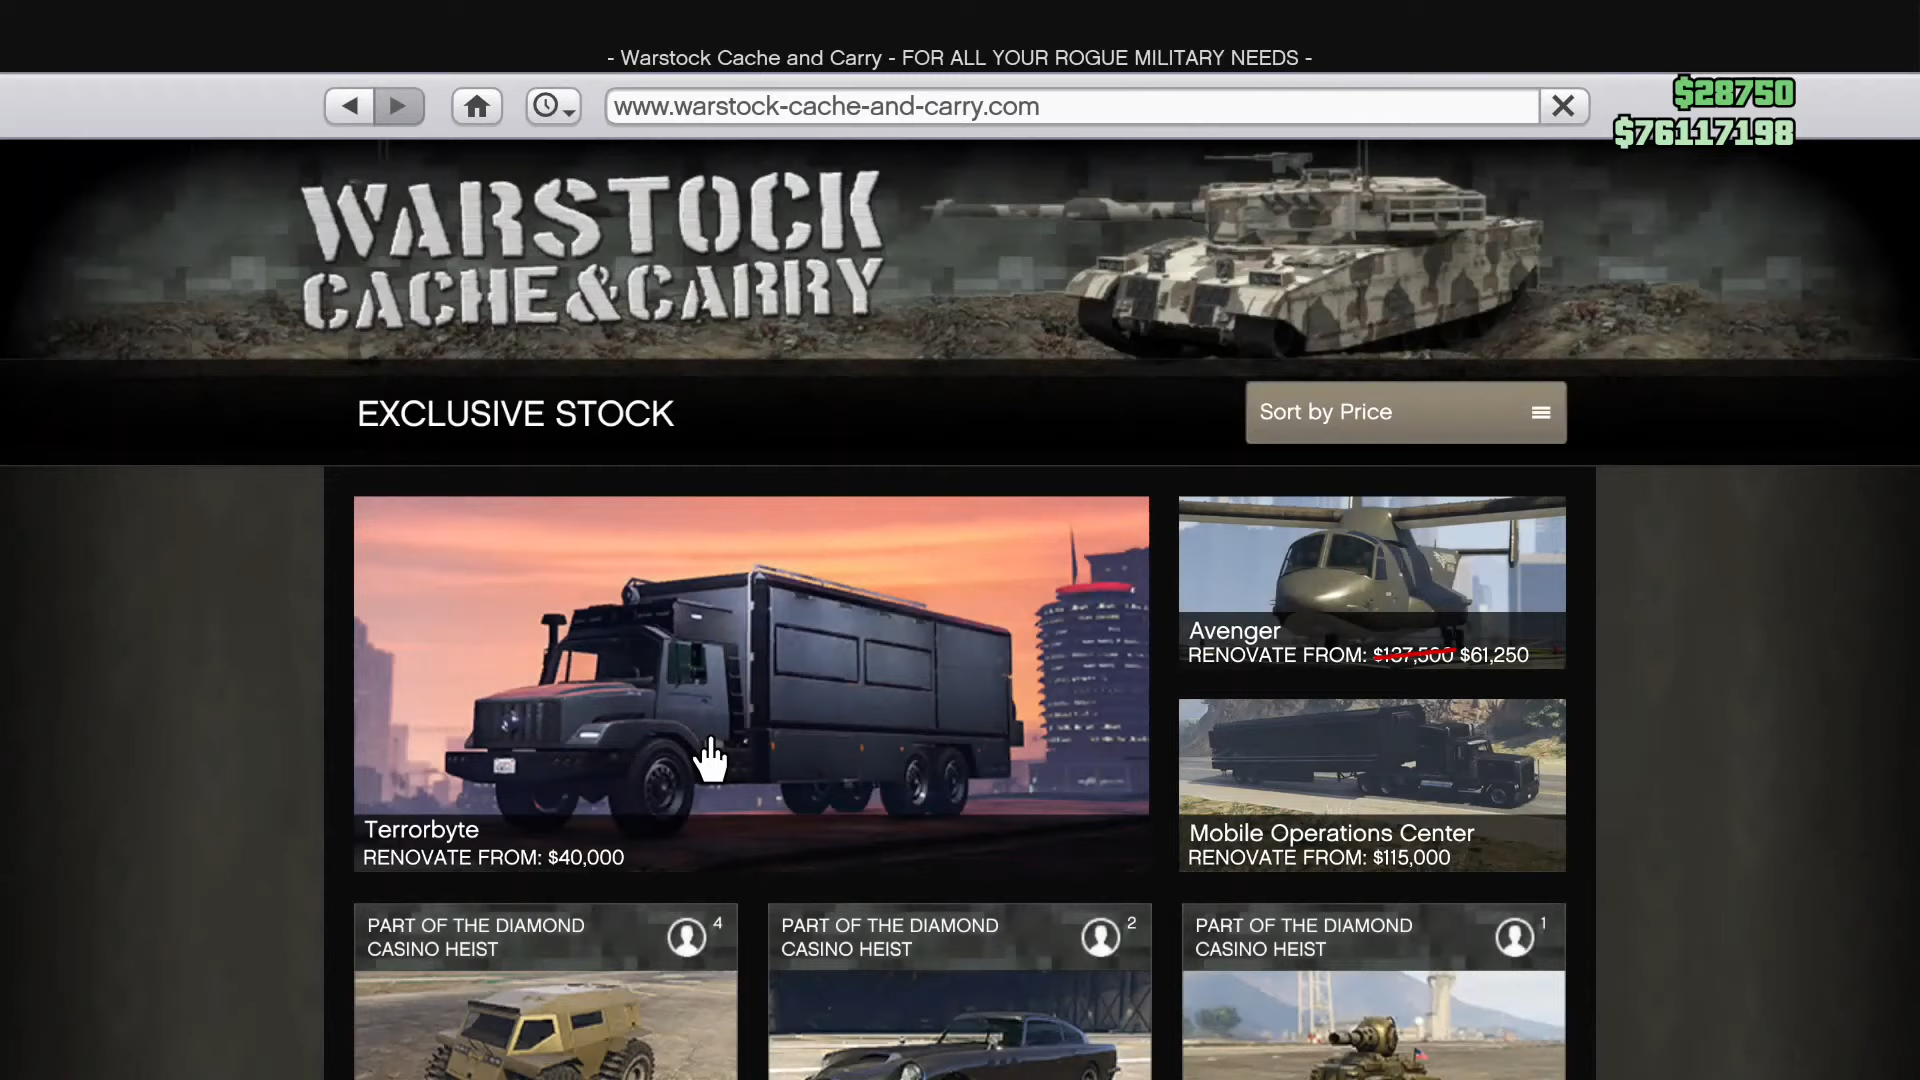 - Warstock Cache and Carry - FOR ALL YOUR ROGUE MILITARY NEEDS -
www.warstock-cache-and-carry.com
$28750
$76117198
WARSTOCK
CACHE&CARRY
EXCLUSIVE STOCK
Sort by Price
Terrorbyte
RENOVATE FROM: $40,000
Avenger
RENOVATE FROM: $137,500 $61,250
Mobile Operations Center
RENOVATE FROM: $115,000
PART OF THE DIAMOND
CASINO HEIST
4
PART OF THE DIAMOND
CASINO HEIST
2
PART OF THE DIAMOND
CASINO HEIST
1